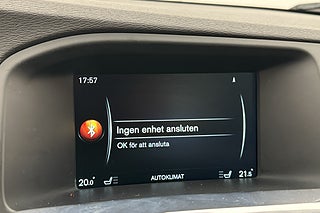 17:57
Ingen enhet ansluten
OK för att ansluta
20.0 AUTOKLIMAT 21.5